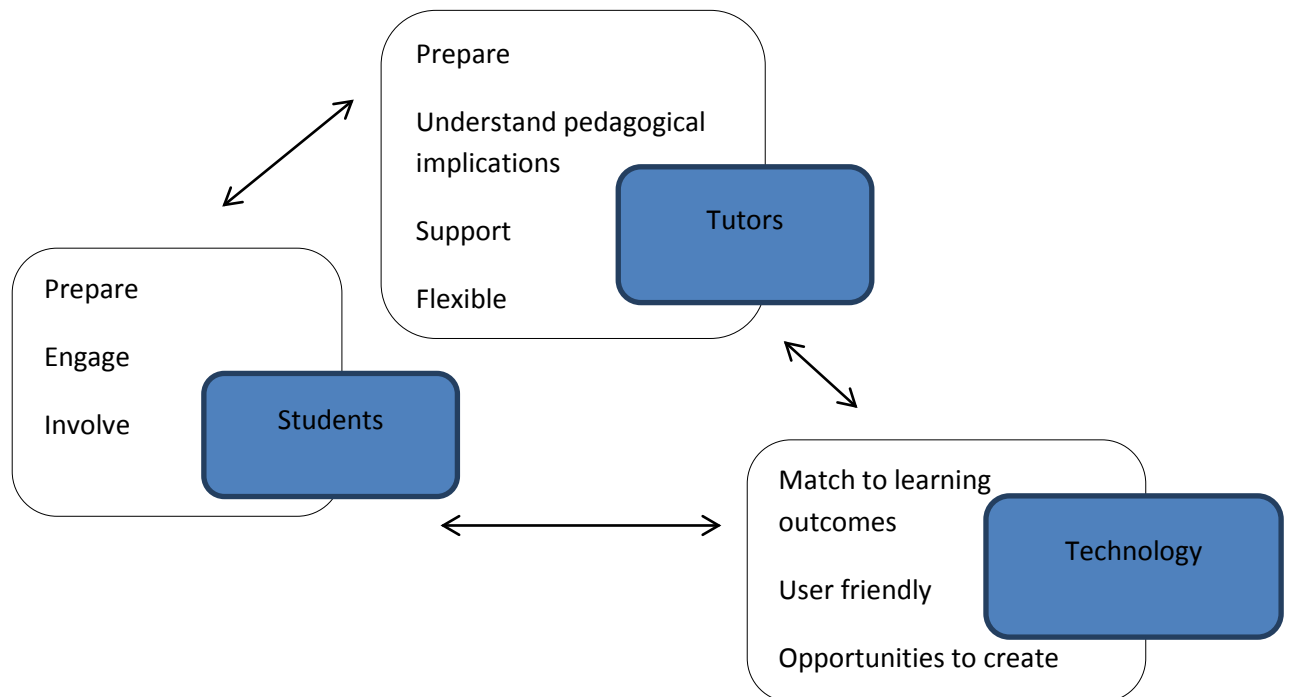 Prepare
Understand pedagogical
implications
Support
Flexible
Tutors
Prepare
Engage
Involve
Students
Match to learning
outcomes
User friendly
Opportunities to create
Technology